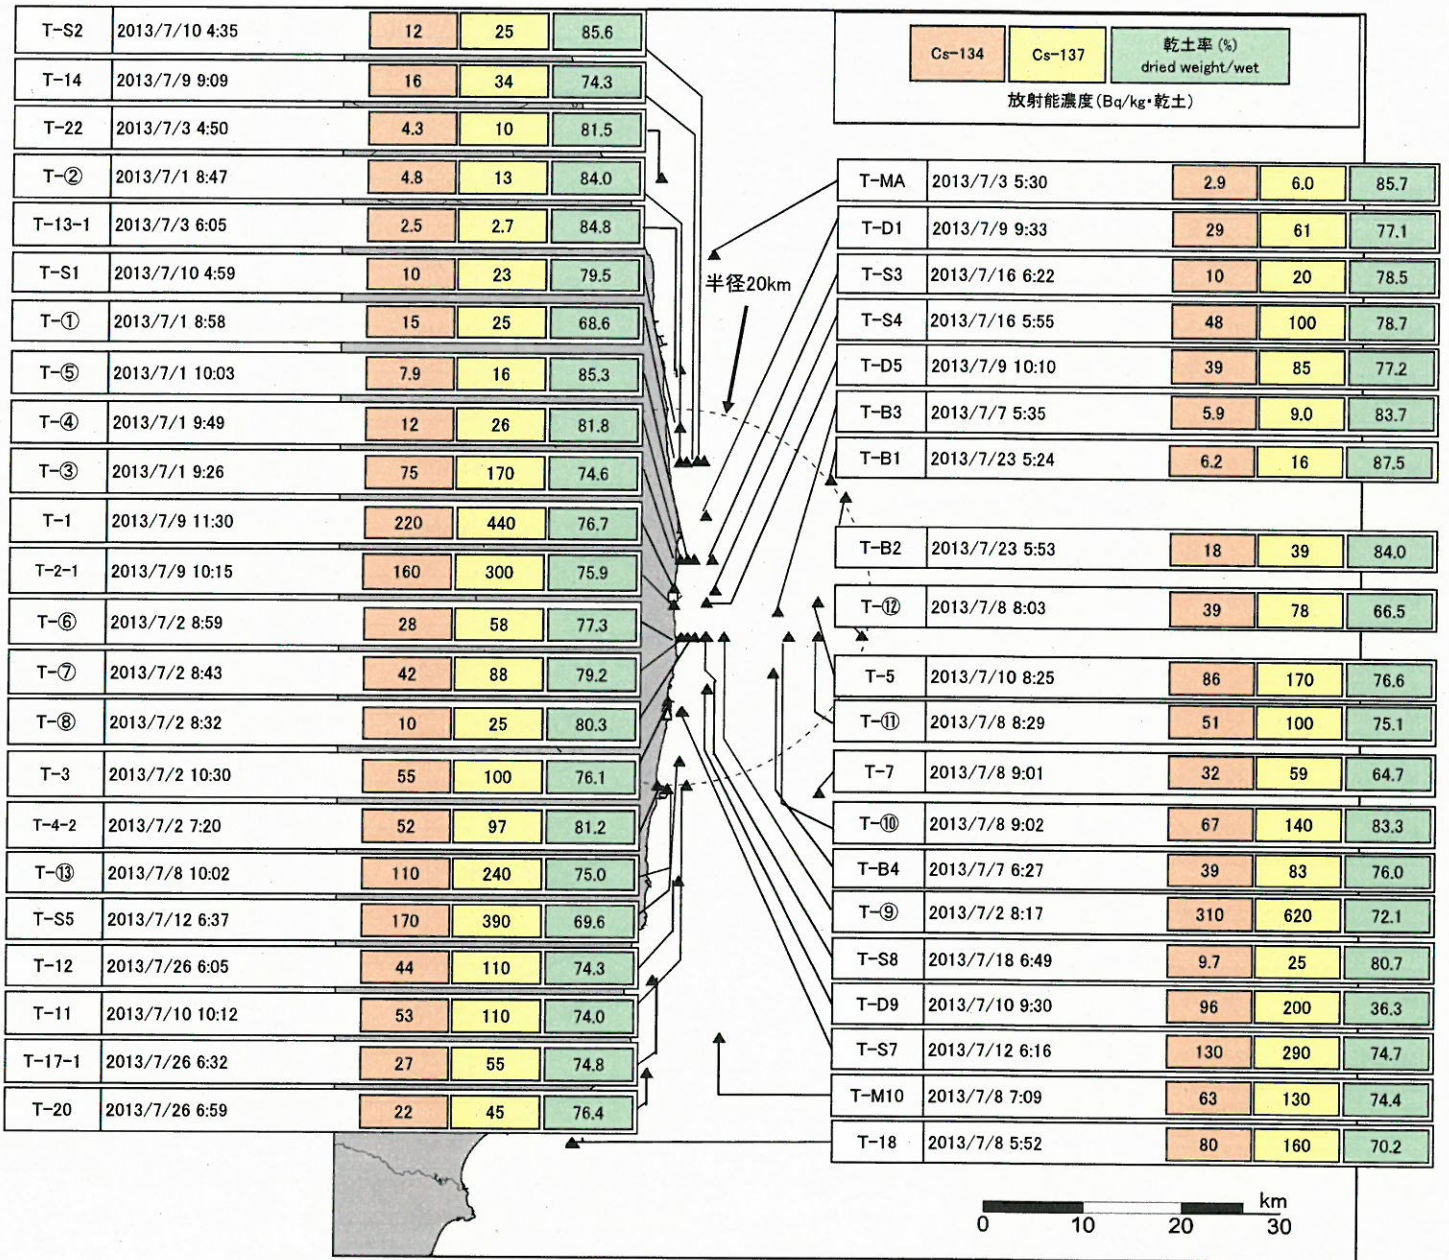 T-S2 2013/7/10 4:35 12 25 85.6
T-14 2013/7/9 9:09 16 34 74.3
T-22 2013/7/3 4:50 4.3 10 81.5
T-② 2013/7/1 8:47 4.8 13 84.0
T-13-1 2013/7/3 6:05 2.5 2.7 84.8
T-S1 2013/7/10 4:59 10 23 79.5
T-① 2013/7/1 8:58 15 25 68.6
T-⑤ 2013/7/1 10:03 7.9 16 85.3
T-④ 2013/7/1 9:49 12 26 81.8
T-③ 2013/7/1 9:26 75 170 74.6
T-1 2013/7/9 11:30 220 440 76.7
T-2-1 2013/7/9 10:15 160 300 75.9
T-⑥ 2013/7/2 8:59 28 58 77.3
T-⑦ 2013/7/2 8:43 42 88 79.2
T-⑧ 2013/7/2 8:32 10 25 80.3
T-3 2013/7/2 10:30 55 100 76.1
T-4-2 2013/7/2 7:20 52 97 81.2
T-⑬ 2013/7/8 10:02 110 240 75.0
T-S5 2013/7/12 6:37 170 390 69.6
T-12 2013/7/26 6:05 44 110 74.3
T-11 2013/7/10 10:12 53 110 74.0
T-17-1 2013/7/26 6:32 27 55 74.8
T-20 2013/7/26 6:59 22 45 76.4
Cs-134 Cs-137 乾土率(%)
dried weight/wet
放射能濃度(Bq/kg・乾土)
半径20km
T-MA 2013/7/3 5:30 2.9 6.0 85.7
T-D1 2013/7/9 9:33 29 61 77.1
T-S3 2013/7/16 6:22 10 20 78.5
T-S4 2013/7/16 5:55 48 100 78.7
T-D5 2013/7/9 10:10 39 85 77.2
T-B3 2013/7/7 5:35 5.9 9.0 83.7
T-B1 2013/7/23 5:24 6.2 16 87.5
T-B2 2013/7/23 5:53 18 39 84.0
T-⑫ 2013/7/8 8:03 39 78 66.5
T-5 2013/7/10 8:25 86 170 76.6
T-⑪ 2013/7/8 8:29 51 100 75.1
T-7 2013/7/8 9:01 32 59 64.7
T-⑩ 2013/7/8 9:02 67 140 83.3
T-B4 2013/7/7 6:27 39 83 76.0
T-⑨ 2013/7/2 8:17 310 620 72.1
T-S8 2013/7/18 6:49 9.7 25 80.7
T-D9 2013/7/10 9:30 96 200 36.3
T-S7 2013/7/12 6:16 130 290 74.7
T-M10 2013/7/8 7:09 63 130 74.4
T-18 2013/7/8 5:52 80 160 70.2
km
0 10 20 30